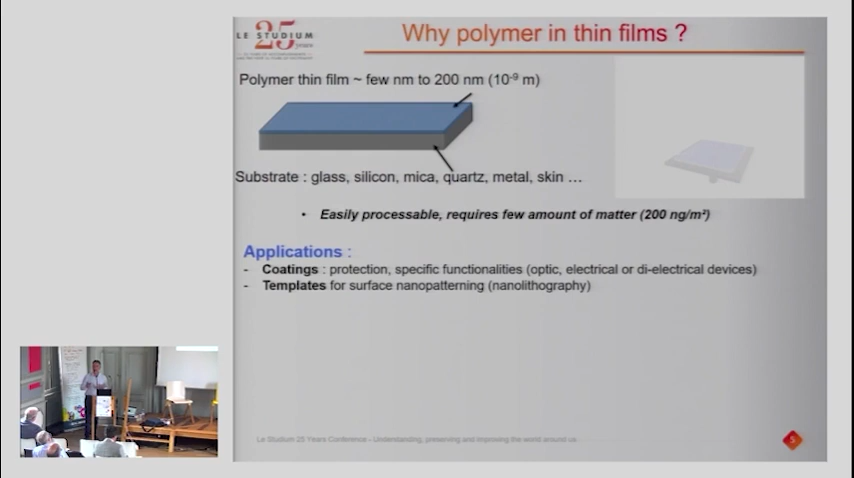 LE STUDIUM
25
years
Why polymer in thin films ?
Polymer thin film ~ few nm to 200 nm (10⁻⁹ m)
Substrate : glass, silicon, mica, quartz, metal, skin ...
• Easily processable, requires few amount of matter (200 ng/m²)
Applications :
- Coatings : protection, specific functionalities (optic, electrical or di-electrical devices)
- Templates for surface nanopatterning (nanolithography)
Le Studium 25 Years Conference - Understanding, preserving and improving the world around us
5